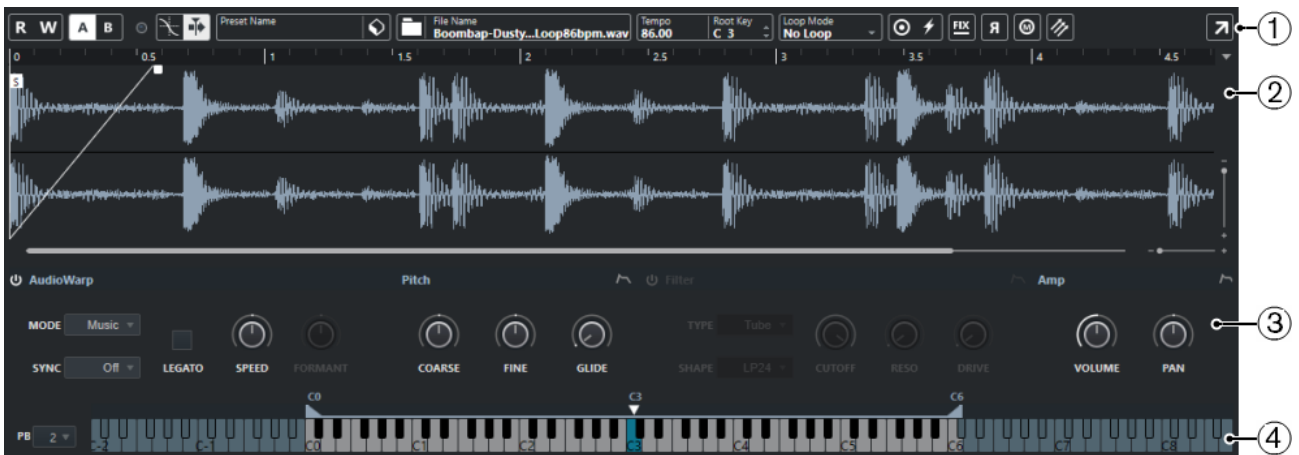 R W A B Preset Name File Name Tempo Root Key Loop Mode
Boombap-Dusty...Loop86bpm.wav 86.00 C 3 No Loop FIX R M 1
0 0.5 1 1.5 2 2.5 3 3.5 4 4.5
S
2
AudioWarp Pitch Filter Amp
MODE Music TYPE Tube 3
SYNC Off LEGATO SPEED FORMANT COARSE FINE GLIDE SHAPE LP24 CUTOFF RESO DRIVE VOLUME PAN
C0 C3 C6
PB 2 C-2 C-1 C0 C1 C2 C3 C4 C5 C6 C7 C8 4